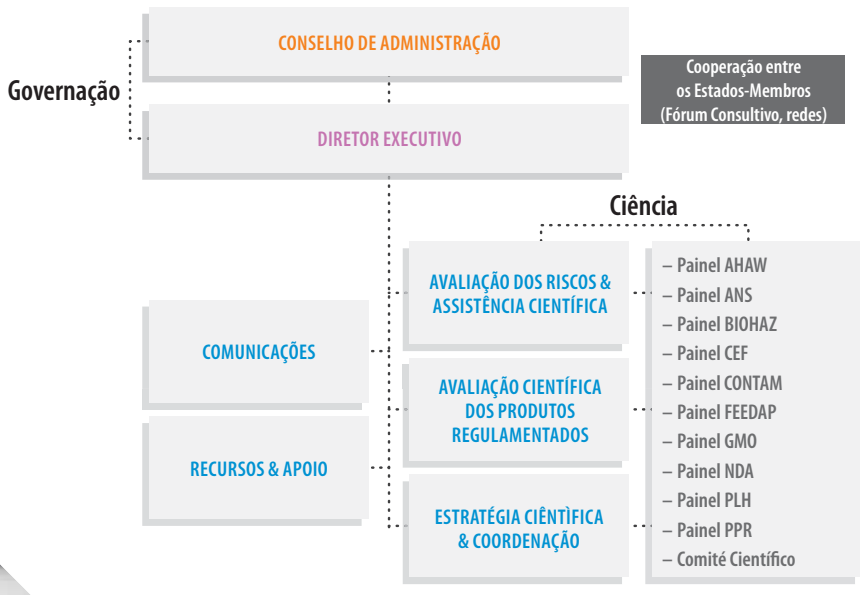 CONSELHO DE ADMINISTRAÇÃO
Governação
Cooperação entre
os Estados-Membros
(Fórum Consultivo, redes)
DIRETOR EXECUTIVO
Ciência
AVALIAÇÃO DOS RISCOS &
ASSISTÊNCIA CIENTÍFICA
COMUNICAÇÕES
AVALIAÇÃO CIENTÍFICA
DOS PRODUTOS
REGULAMENTADOS
RECURSOS & APOIO
ESTRATÉGIA CIÊNTÌFICA
& COORDENAÇÃO
– Painel AHAW
– Painel ANS
– Painel BIOHAZ
– Painel CEF
– Painel CONTAM
– Painel FEEDAP
– Painel GMO
– Painel NDA
– Painel PLH
– Painel PPR
– Comité Científico